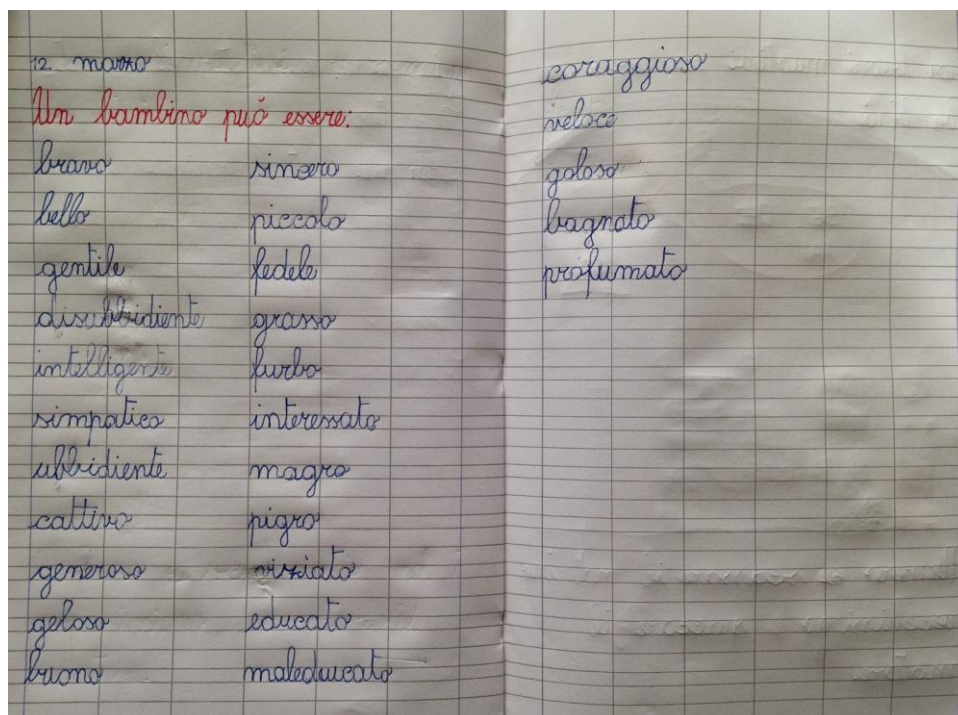 12 marzo
Un bambino può essere:
bravo
bello
gentile
disubbidiente
intelligente
simpatico
ubbidiente
cattivo
generoso
geloso
buono
sincero
piccolo
fedele
grasso
furbo
interessato
magro
pigro
viziato
educato
maleducato
coraggioso
veloce
goloso
bagnato
profumato